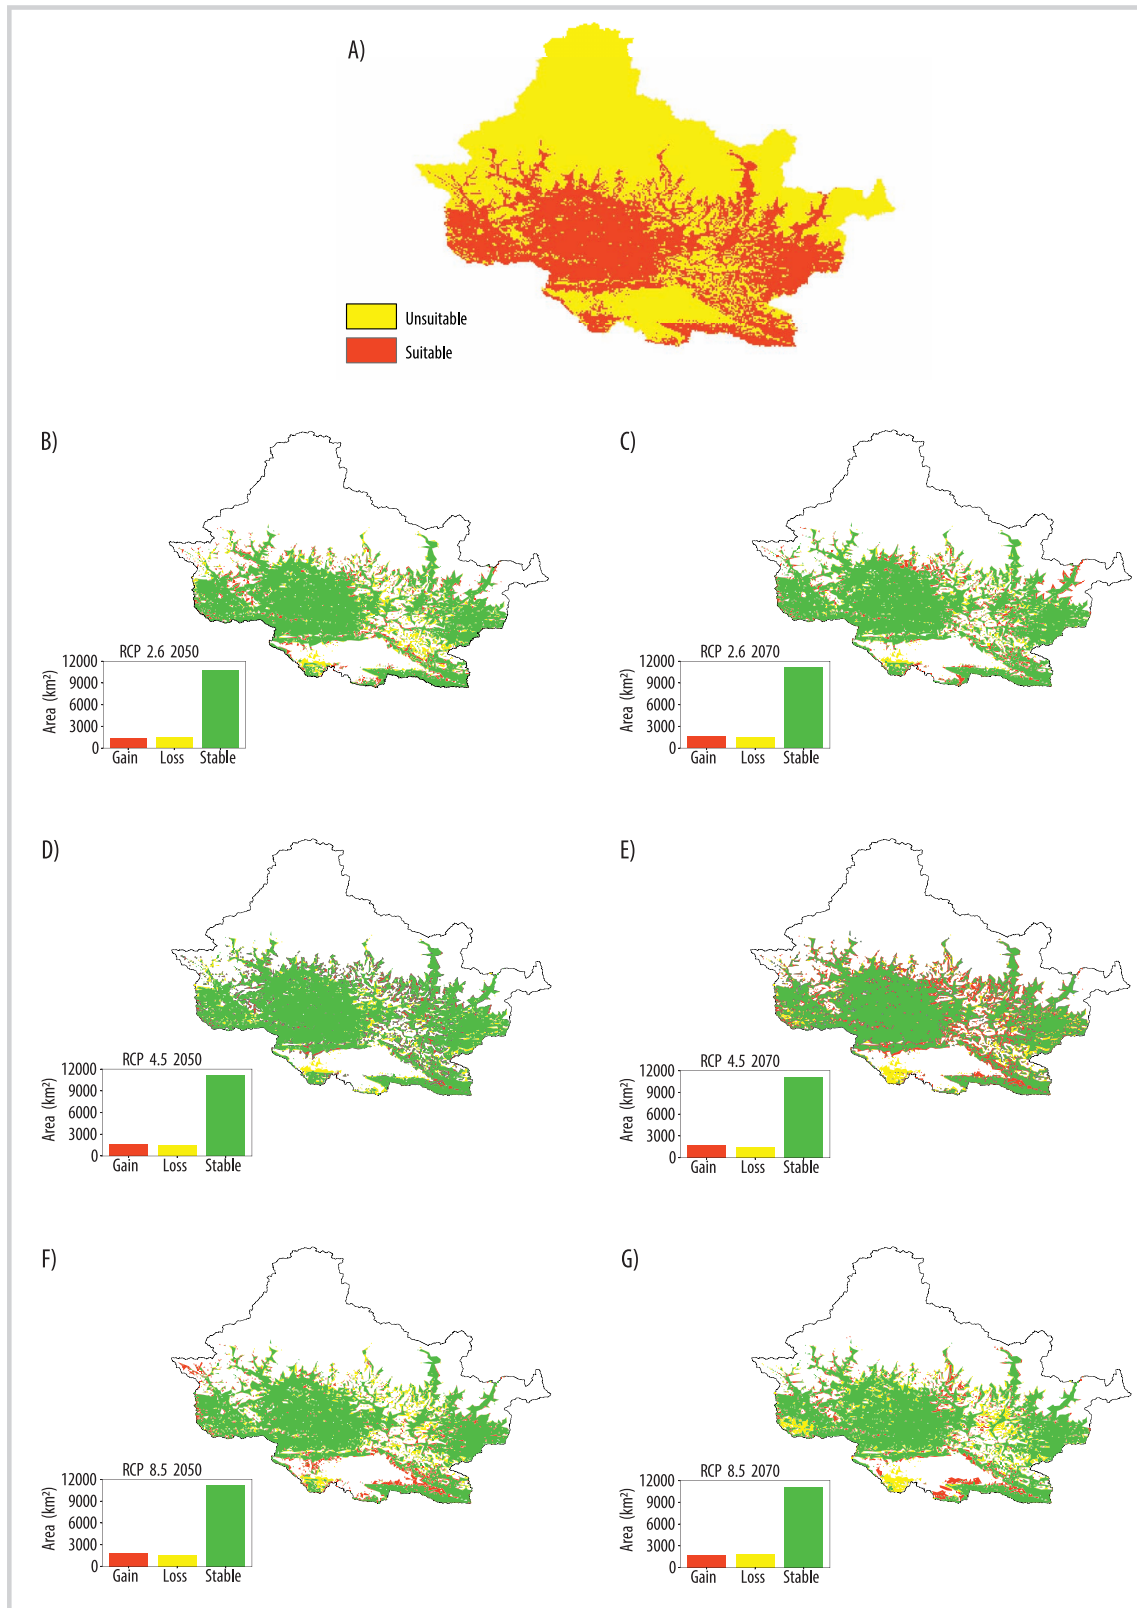 A)
Unsuitable
Suitable
B)
RCP 2.6 2050
Area (km²)
12000
9000
6000
3000
0
Gain Loss Stable
C)
RCP 2.6 2070
Area (km²)
12000
9000
6000
3000
0
Gain Loss Stable
D)
RCP 4.5 2050
Area (km²)
12000
9000
6000
3000
0
Gain Loss Stable
E)
RCP 4.5 2070
Area (km²)
12000
9000
6000
3000
0
Gain Loss Stable
F)
RCP 8.5 2050
Area (km²)
12000
9000
6000
3000
0
Gain Loss Stable
G)
RCP 8.5 2070
Area (km²)
12000
9000
6000
3000
0
Gain Loss Stable